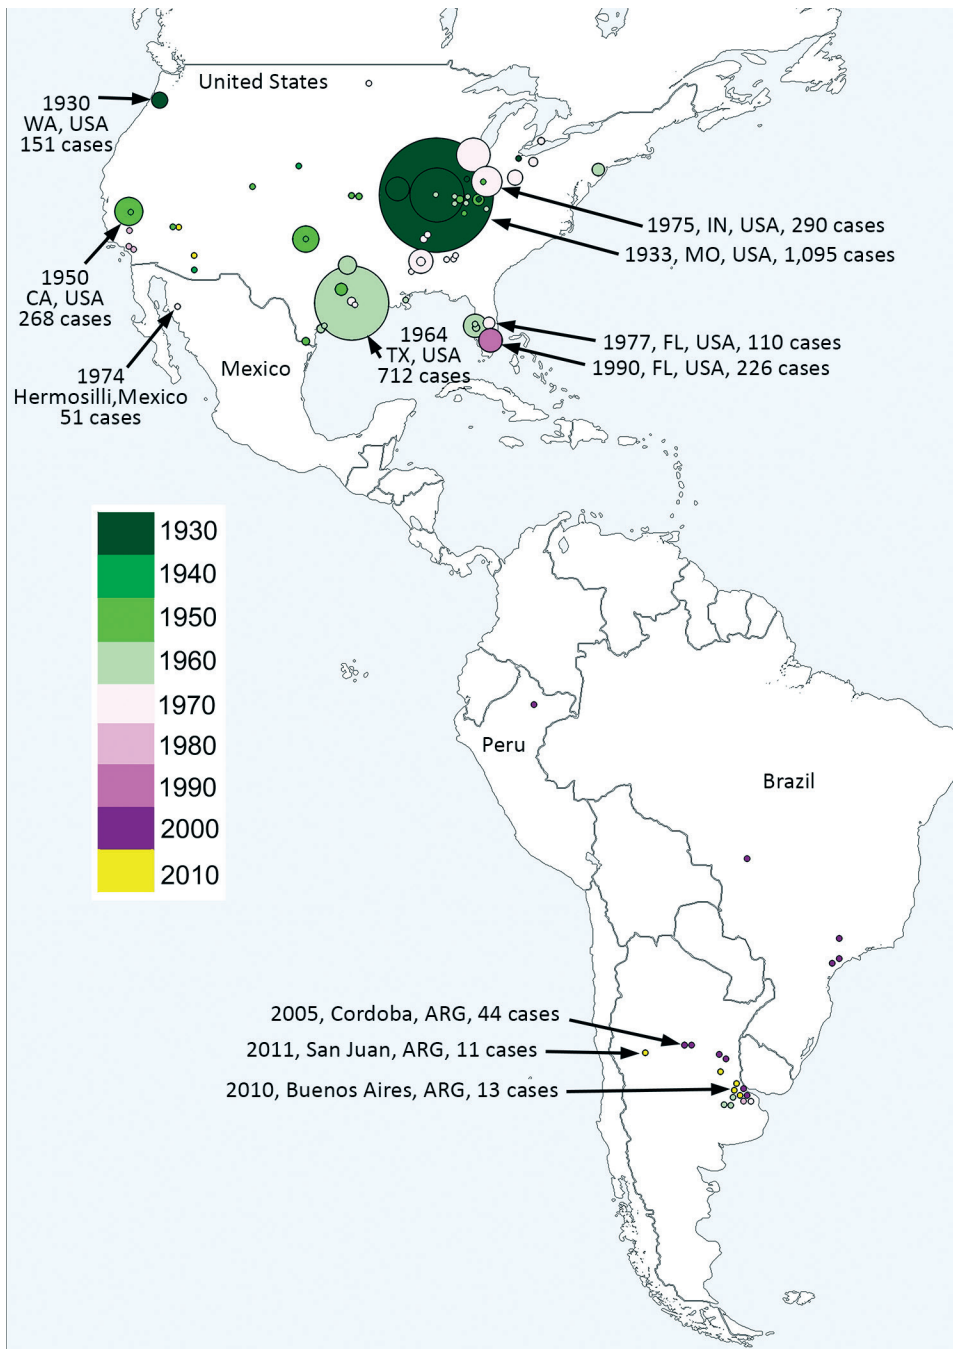 United States
1930
WA, USA
151 cases
1975, IN, USA, 290 cases
1933, MO, USA, 1,095 cases
1950
CA, USA
268 cases
1964
TX, USA
712 cases
1977, FL, USA, 110 cases
1990, FL, USA, 226 cases
Mexico
1974
Hermosilli,Mexico
51 cases
1930
1940
1950
1960
1970
1980
1990
2000
2010
Peru
Brazil
2005, Cordoba, ARG, 44 cases
2011, San Juan, ARG, 11 cases
2010, Buenos Aires, ARG, 13 cases